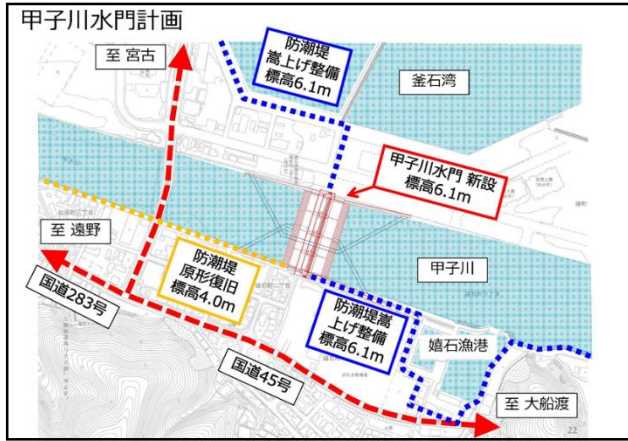 甲子川水門計画
至 宮古
防潮堤
嵩上げ整備
標高6.1m
釜石湾
甲子川水門 新設
標高6.1m
至 遠野
国道283号
防潮堤
原形復旧
標高4.0m
甲子川
防潮堤嵩
上げ整備
標高6.1m
嬉石漁港
国道45号
至 大船渡
22